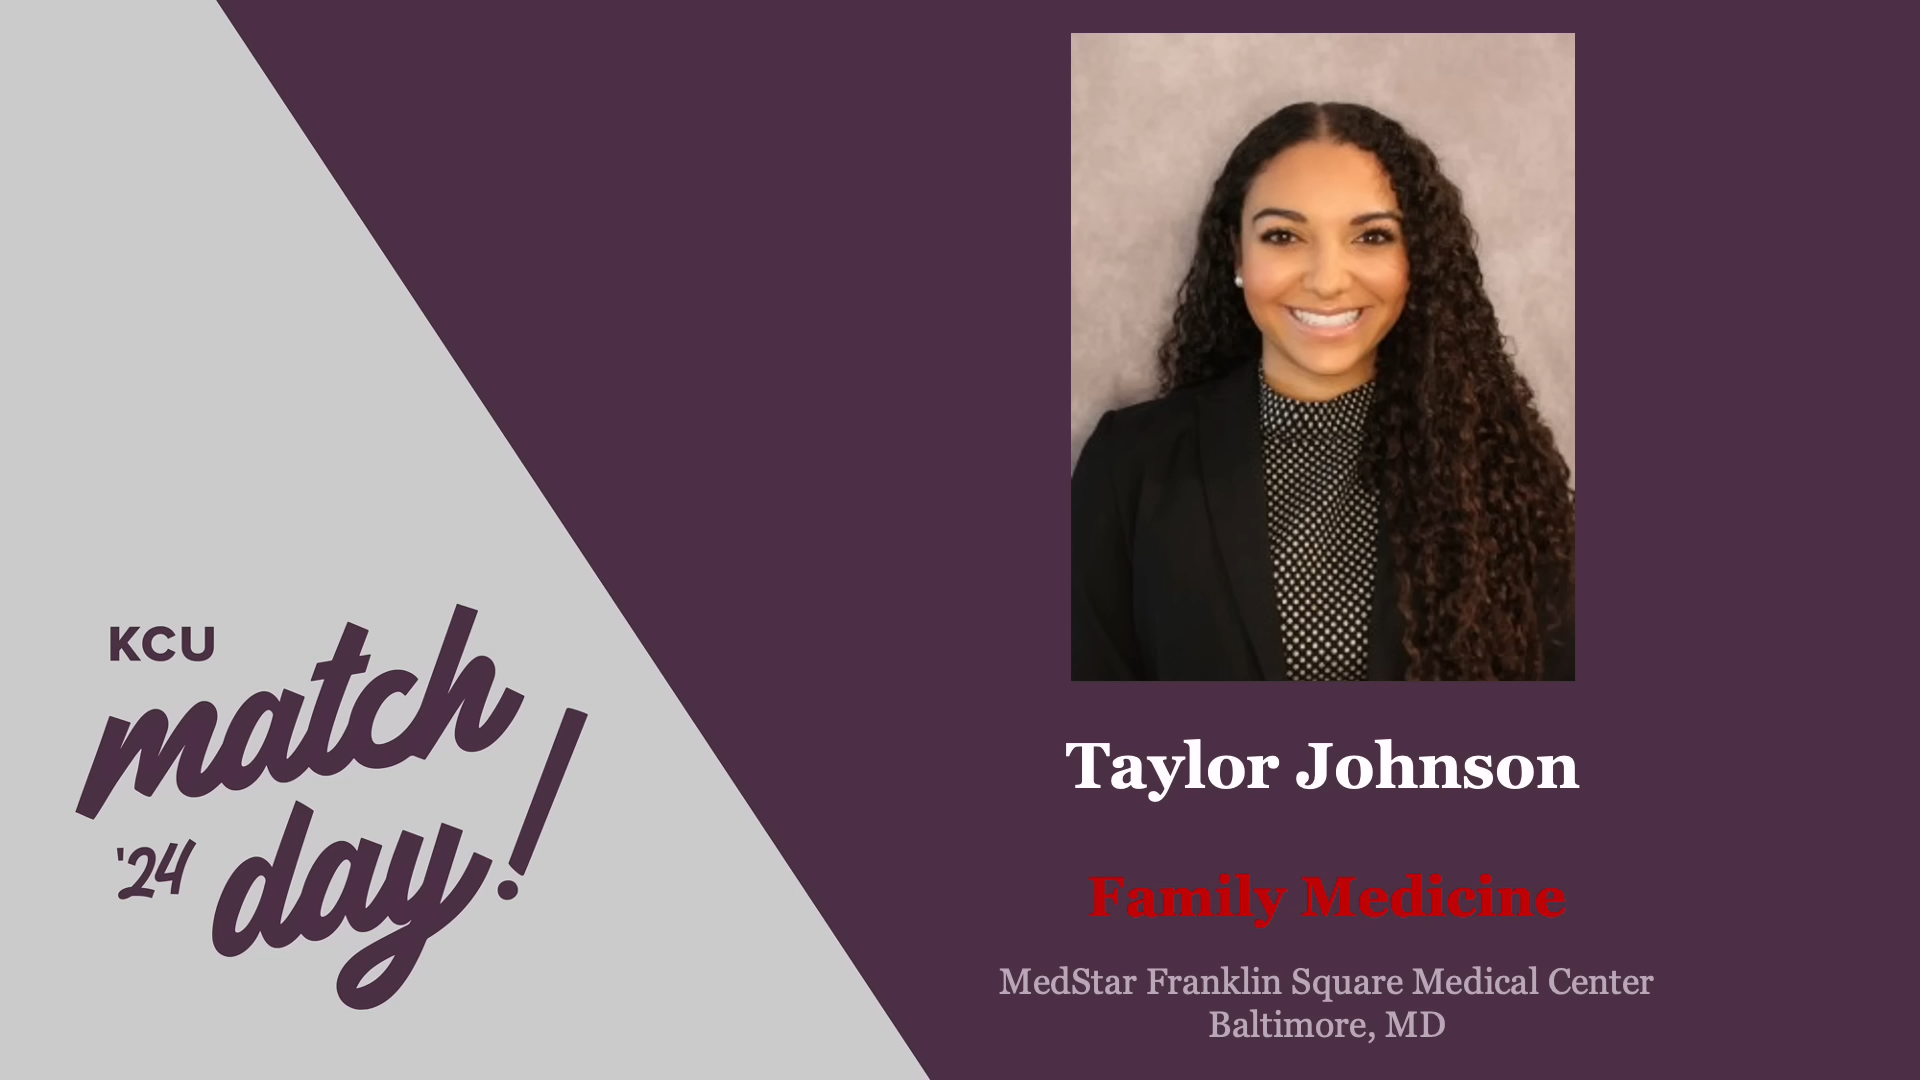 KCU
match
'24 day!
Taylor Johnson
Family Medicine
MedStar Franklin Square Medical Center
Baltimore, MD